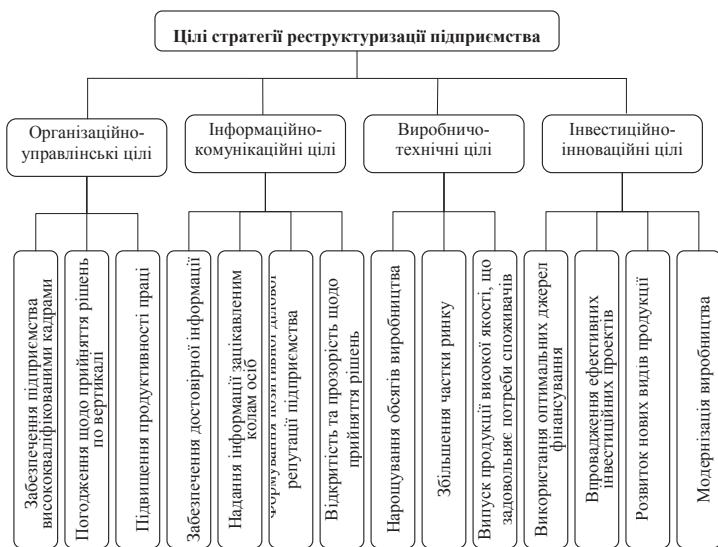 Цілі стратегії реструктуризації підприємства
Організаційно-
управлінські цілі
Інформаційно-
комунікаційні цілі
Виробничо-
технічні цілі
Інвестиційно-
інноваційні цілі
Забезпечення підприємства
висококваліфікованими кадрами
Погодження щодо прийняття рішень
по вертикалі
Підвищення продуктивності праці
Забезпечення достовірної інформації
Надання інформації зацікавленим
колам осіб
Формування позитивної ділової
репутації підприємства
Відкритість та прозорість щодо
прийняття рішень
Нарощування обсягів виробництва
Збільшення частки ринку
Випуск продукції високої якості, що
задовольняє потреби споживачів
Використання оптимальних джерел
фінансування
Впровадження ефективних
інвестиційних проектів
Розвиток нових видів продукції
Модернізація виробництва